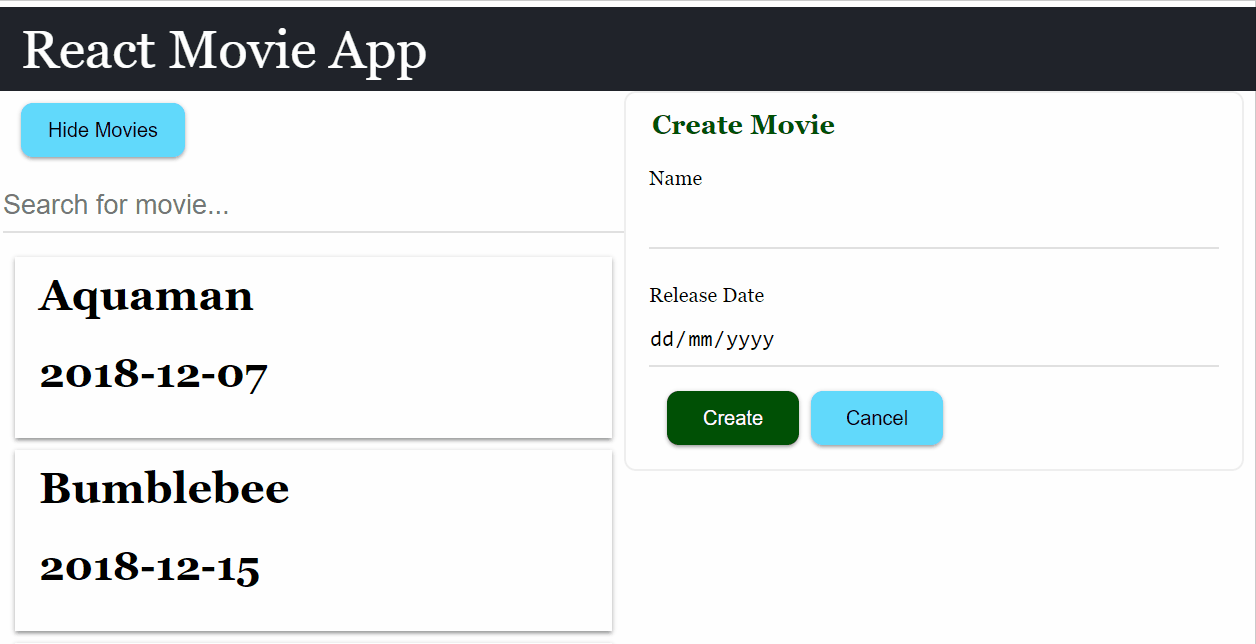 React Movie App
Hide Movies
Search for movie...
Aquaman
2018-12-07
Bumblebee
2018-12-15
Create Movie
Name
Release Date
dd/mm/yyyy
Create
Cancel